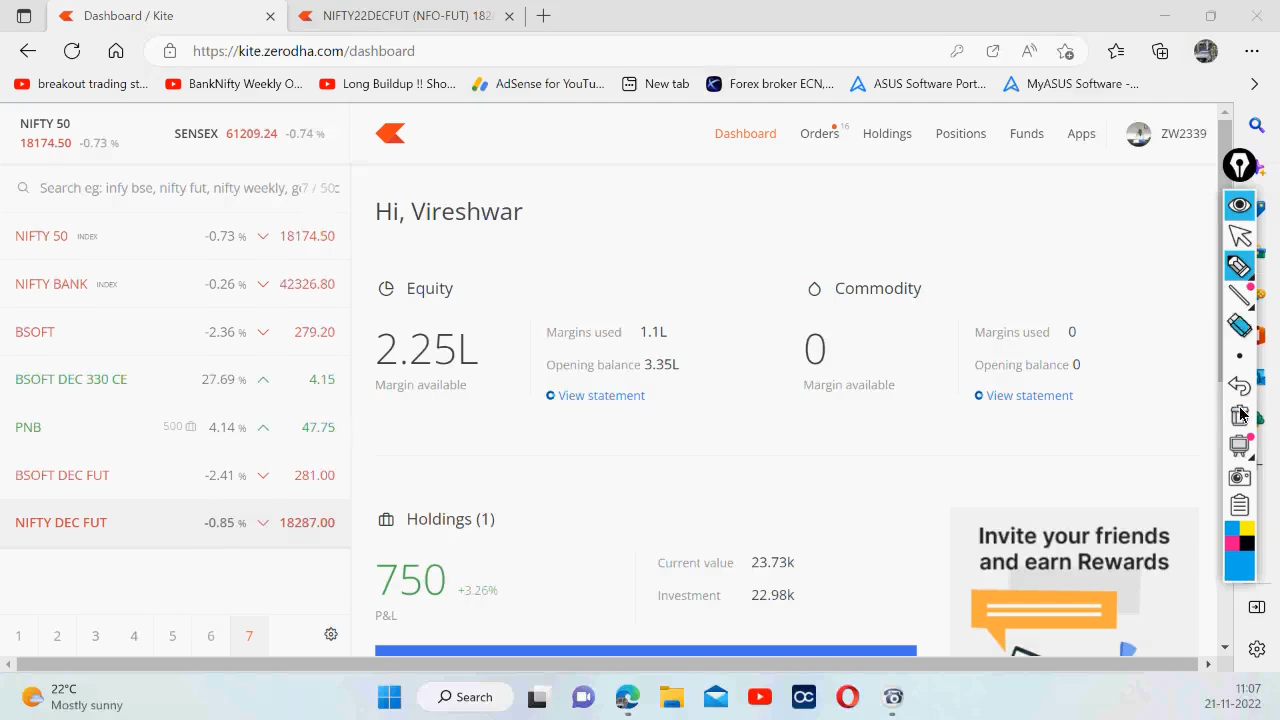 Dashboard / Kite
NIFTY22DECFUT (NFO-FUT) 182
https://kite.zerodha.com/dashboard
breakout trading st...
BankNifty Weekly O...
Long Buildup !! Sho...
AdSense for YouTu...
New tab
Forex broker ECN,...
ASUS Software Port...
MyASUS Software -...
NIFTY 50
18174.50 -0.73 %
SENSEX 61209.24 -0.74 %
Dashboard
Orders 16
Holdings
Positions
Funds
Apps
ZW2339
Search eg: infy bse, nifty fut, nifty weekly, g
7 / 50
Hi, Vireshwar
NIFTY 50 INDEX -0.73 % 18174.50
NIFTY BANK INDEX -0.26 % 42326.80
BSOFT -2.36 % 279.20
BSOFT DEC 330 CE 27.69 % 4.15
PNB 500 4.14 % 47.75
BSOFT DEC FUT -2.41 % 281.00
NIFTY DEC FUT -0.85 % 18287.00
1 2 3 4 5 6 7
Equity
2.25L
Margin available
Margins used 1.1L
Opening balance 3.35L
View statement
Commodity
0
Margin available
Margins used 0
Opening balance 0
View statement
Holdings (1)
750 +3.26%
P&L
Current value 23.73k
Investment 22.98k
Invite your friends
and earn Rewards
22°C
Mostly sunny
Search
11:07
21-11-2022